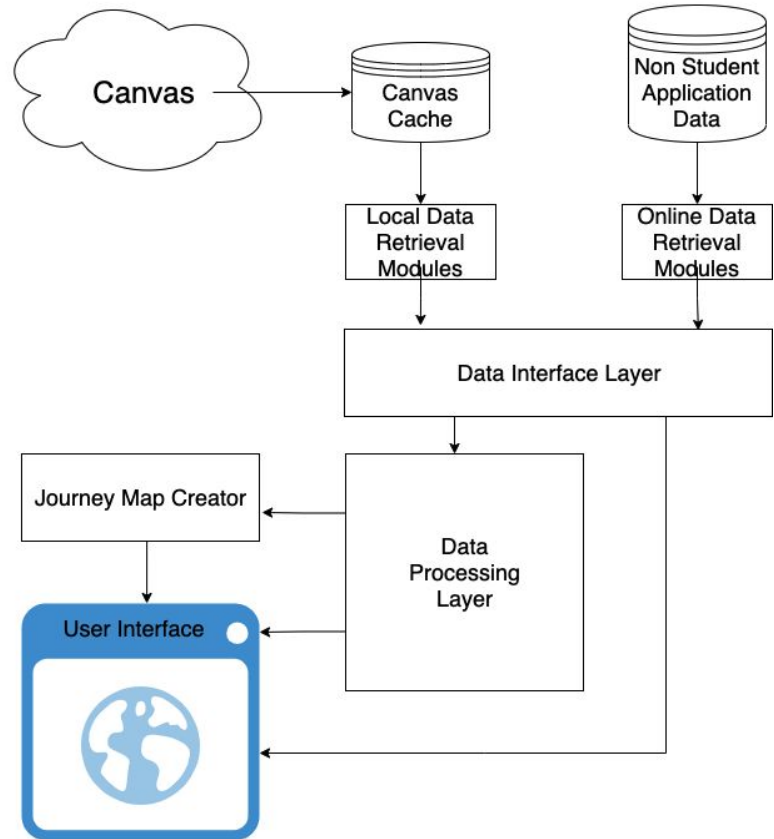 Canvas
Canvas
Cache
Non Student
Application
Data
Local Data
Retrieval
Modules
Online Data
Retrieval
Modules
Data Interface Layer
Journey Map Creator
Data
Processing
Layer
User Interface